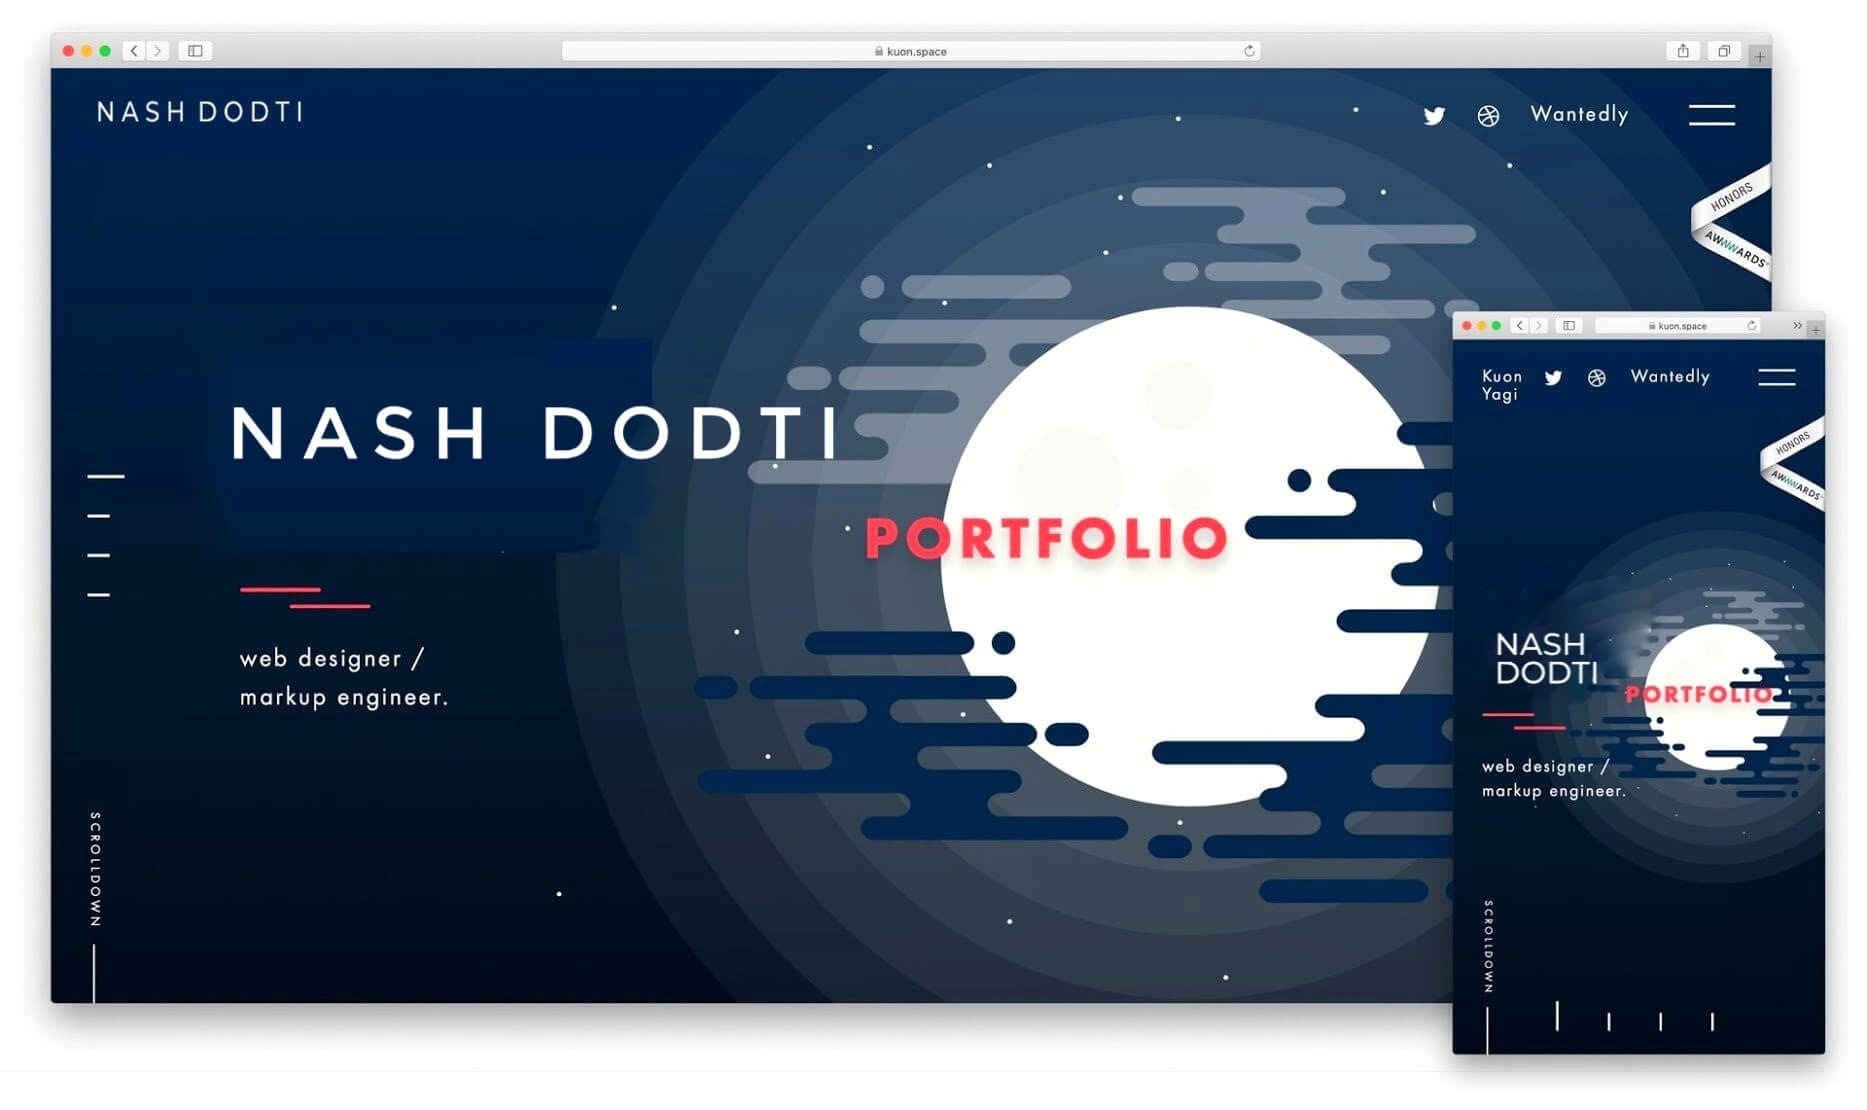 kuon.space
NASH DODTI
Wantedly
HONORS
AWWWARDS
NASH DODTI
PORTFOLIO
web designer /
markup engineer.
SCROLLDOWN
kuon.space
Kuon
Yagi
Wantedly
HONORS
AWWWARDS
NASH
DODTI
PORTFOLIO
web designer /
markup engineer.
SCROLLDOWN